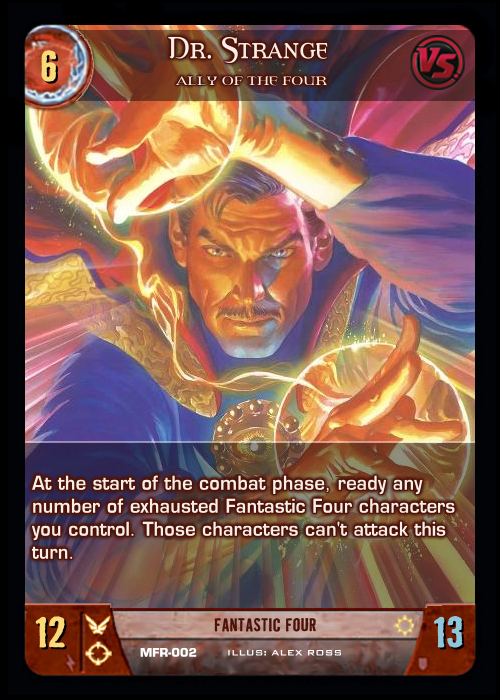 6
DR. STRANGE
VS
ALLY OF THE FOUR
At the start of the combat phase, ready any
number of exhausted Fantastic Four characters
you control. Those characters can't attack this
turn.
12
FANTASTIC FOUR
13
MFR-002 ILLUS: ALEX ROSS